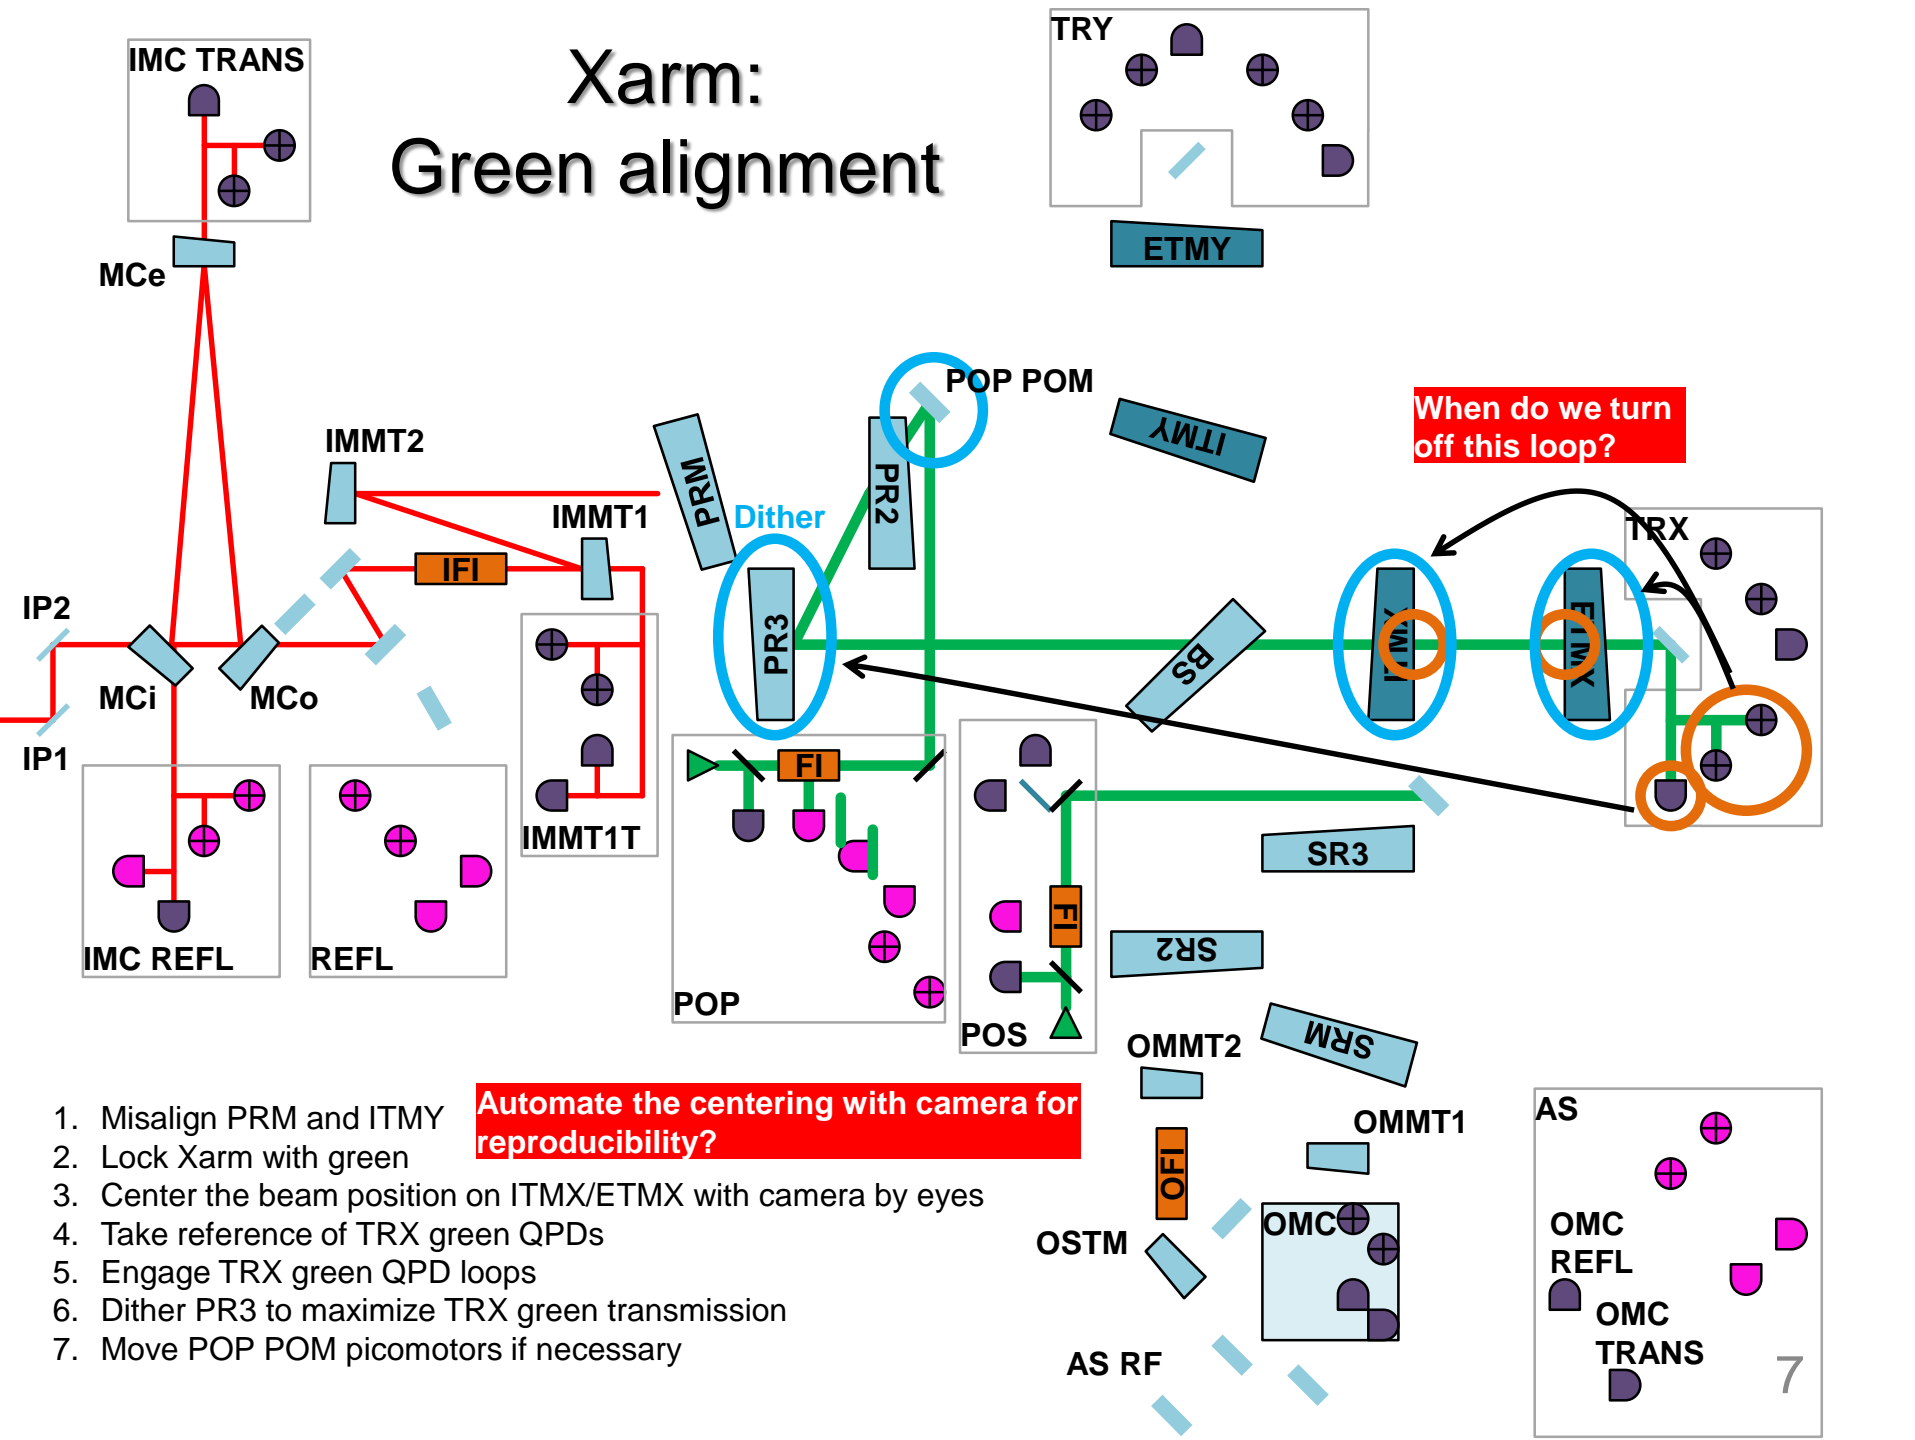 Xarm:
Green alignment
IMC TRANS
TRY
ETMY
MCe
POP POM
ITMY
When do we turn
off this loop?
IMMT2
PRM
PR2
IMMT1
Dither
TRX
IFI
PR3
BS
ITMX
ETMX
IP2
MCi
MCo
IP1
FI
IMMT1T
SR3
FI
SR2
IMC REFL
REFL
POP
POS
SRM
OMMT2
Automate the centering with camera for
reproducibility?
1. Misalign PRM and ITMY
2. Lock Xarm with green
3. Center the beam position on ITMX/ETMX with camera by eyes
4. Take reference of TRX green QPDs
5. Engage TRX green QPD loops
6. Dither PR3 to maximize TRX green transmission
7. Move POP POM picomotors if necessary
OMMT1
AS
OFI
OMC
OSTM
OMC
REFL
OMC
TRANS
AS RF
7